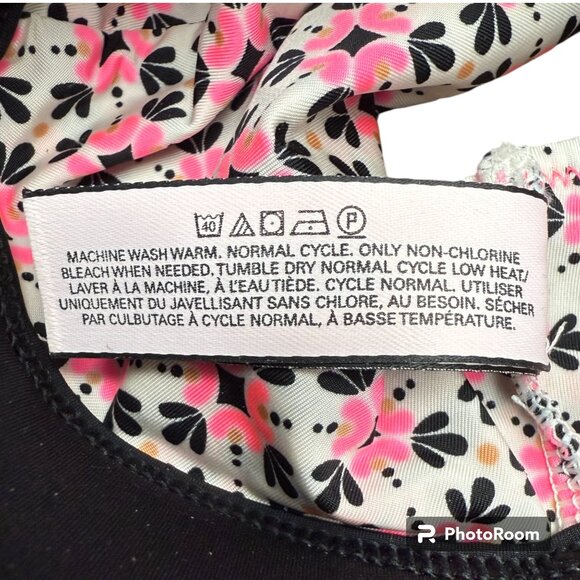 40 P
MACHINE WASH WARM. NORMAL CYCLE. ONLY NON-CHLORINE
BLEACH WHEN NEEDED, TUMBLE DRY NORMAL CYCLE LOW HEAT/
LAVER À LA MACHINE, À L'EAU TIÈDE. CYCLE NORMAL. UTILISER
UNIQUEMENT DU JAVELLISANT SANS CHLORE, AU BESOIN. SÉCHER
PAR CULBUTAGE À CYCLE NORMAL, À BASSE TEMPÉRATURE.
PhotoRoom